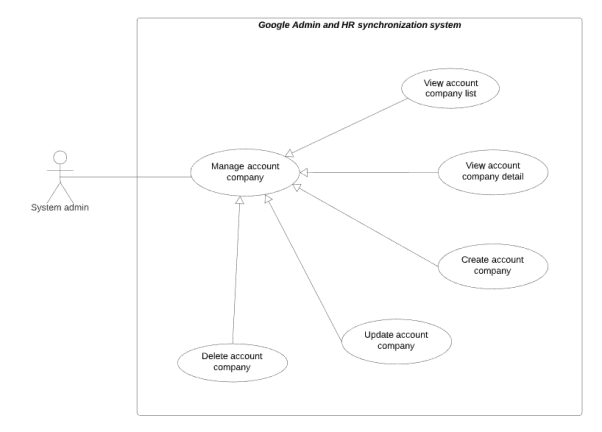 Google Admin and HR synchronization system
View account
company list
Manage account
company
View account
company detail
System admin
Create account
company
Update account
company
Delete account
company